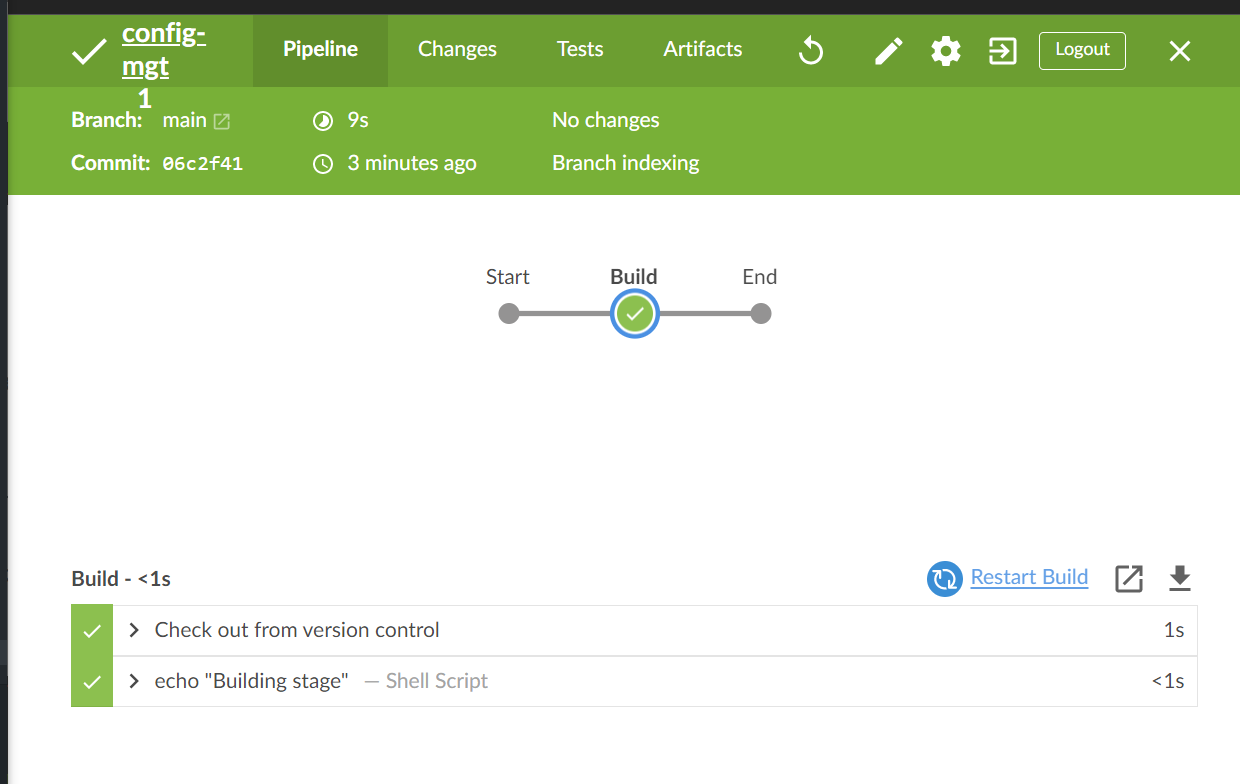 config-mgt 1 Pipeline Changes Tests Artifacts Logout
Branch: main 9s No changes
Commit: 06c2f41 3 minutes ago Branch indexing
Start Build End
Build - <1s Restart Build
Check out from version control 1s
echo "Building stage" — Shell Script <1s